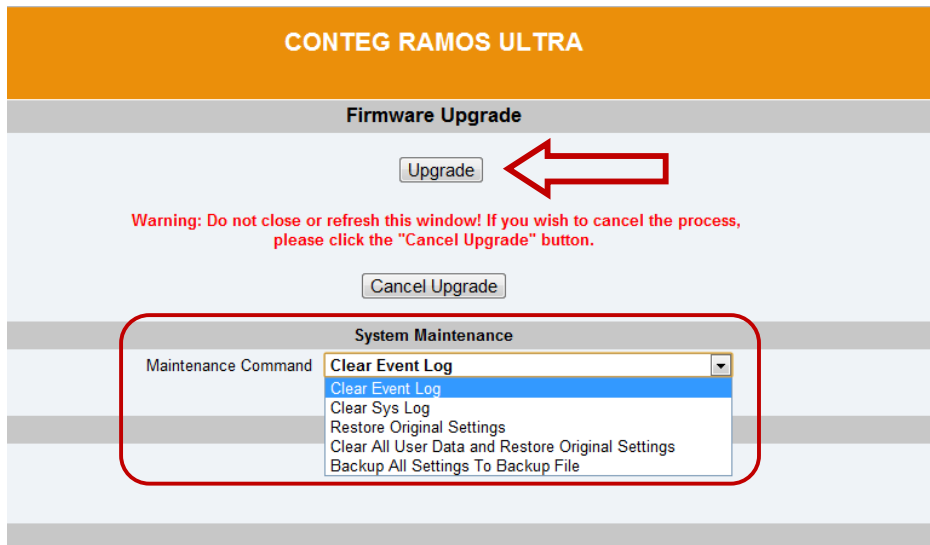 CONTEG RAMOS ULTRA
Firmware Upgrade
Upgrade
Warning: Do not close or refresh this window! If you wish to cancel the process,
please click the "Cancel Upgrade" button.
Cancel Upgrade
System Maintenance
Maintenance Command Clear Event Log
Clear Event Log
Clear Sys Log
Restore Original Settings
Clear All User Data and Restore Original Settings
Backup All Settings To Backup File